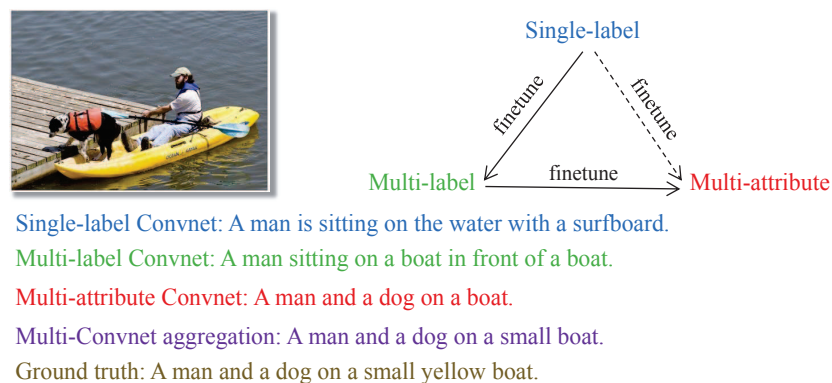 Single-label
finetune
finetune
Multi-label
finetune
Multi-attribute
Single-label Convnet: A man is sitting on the water with a surfboard.
Multi-label Convnet: A man sitting on a boat in front of a boat.
Multi-attribute Convnet: A man and a dog on a boat.
Multi-Convnet aggregation: A man and a dog on a small boat.
Ground truth: A man and a dog on a small yellow boat.